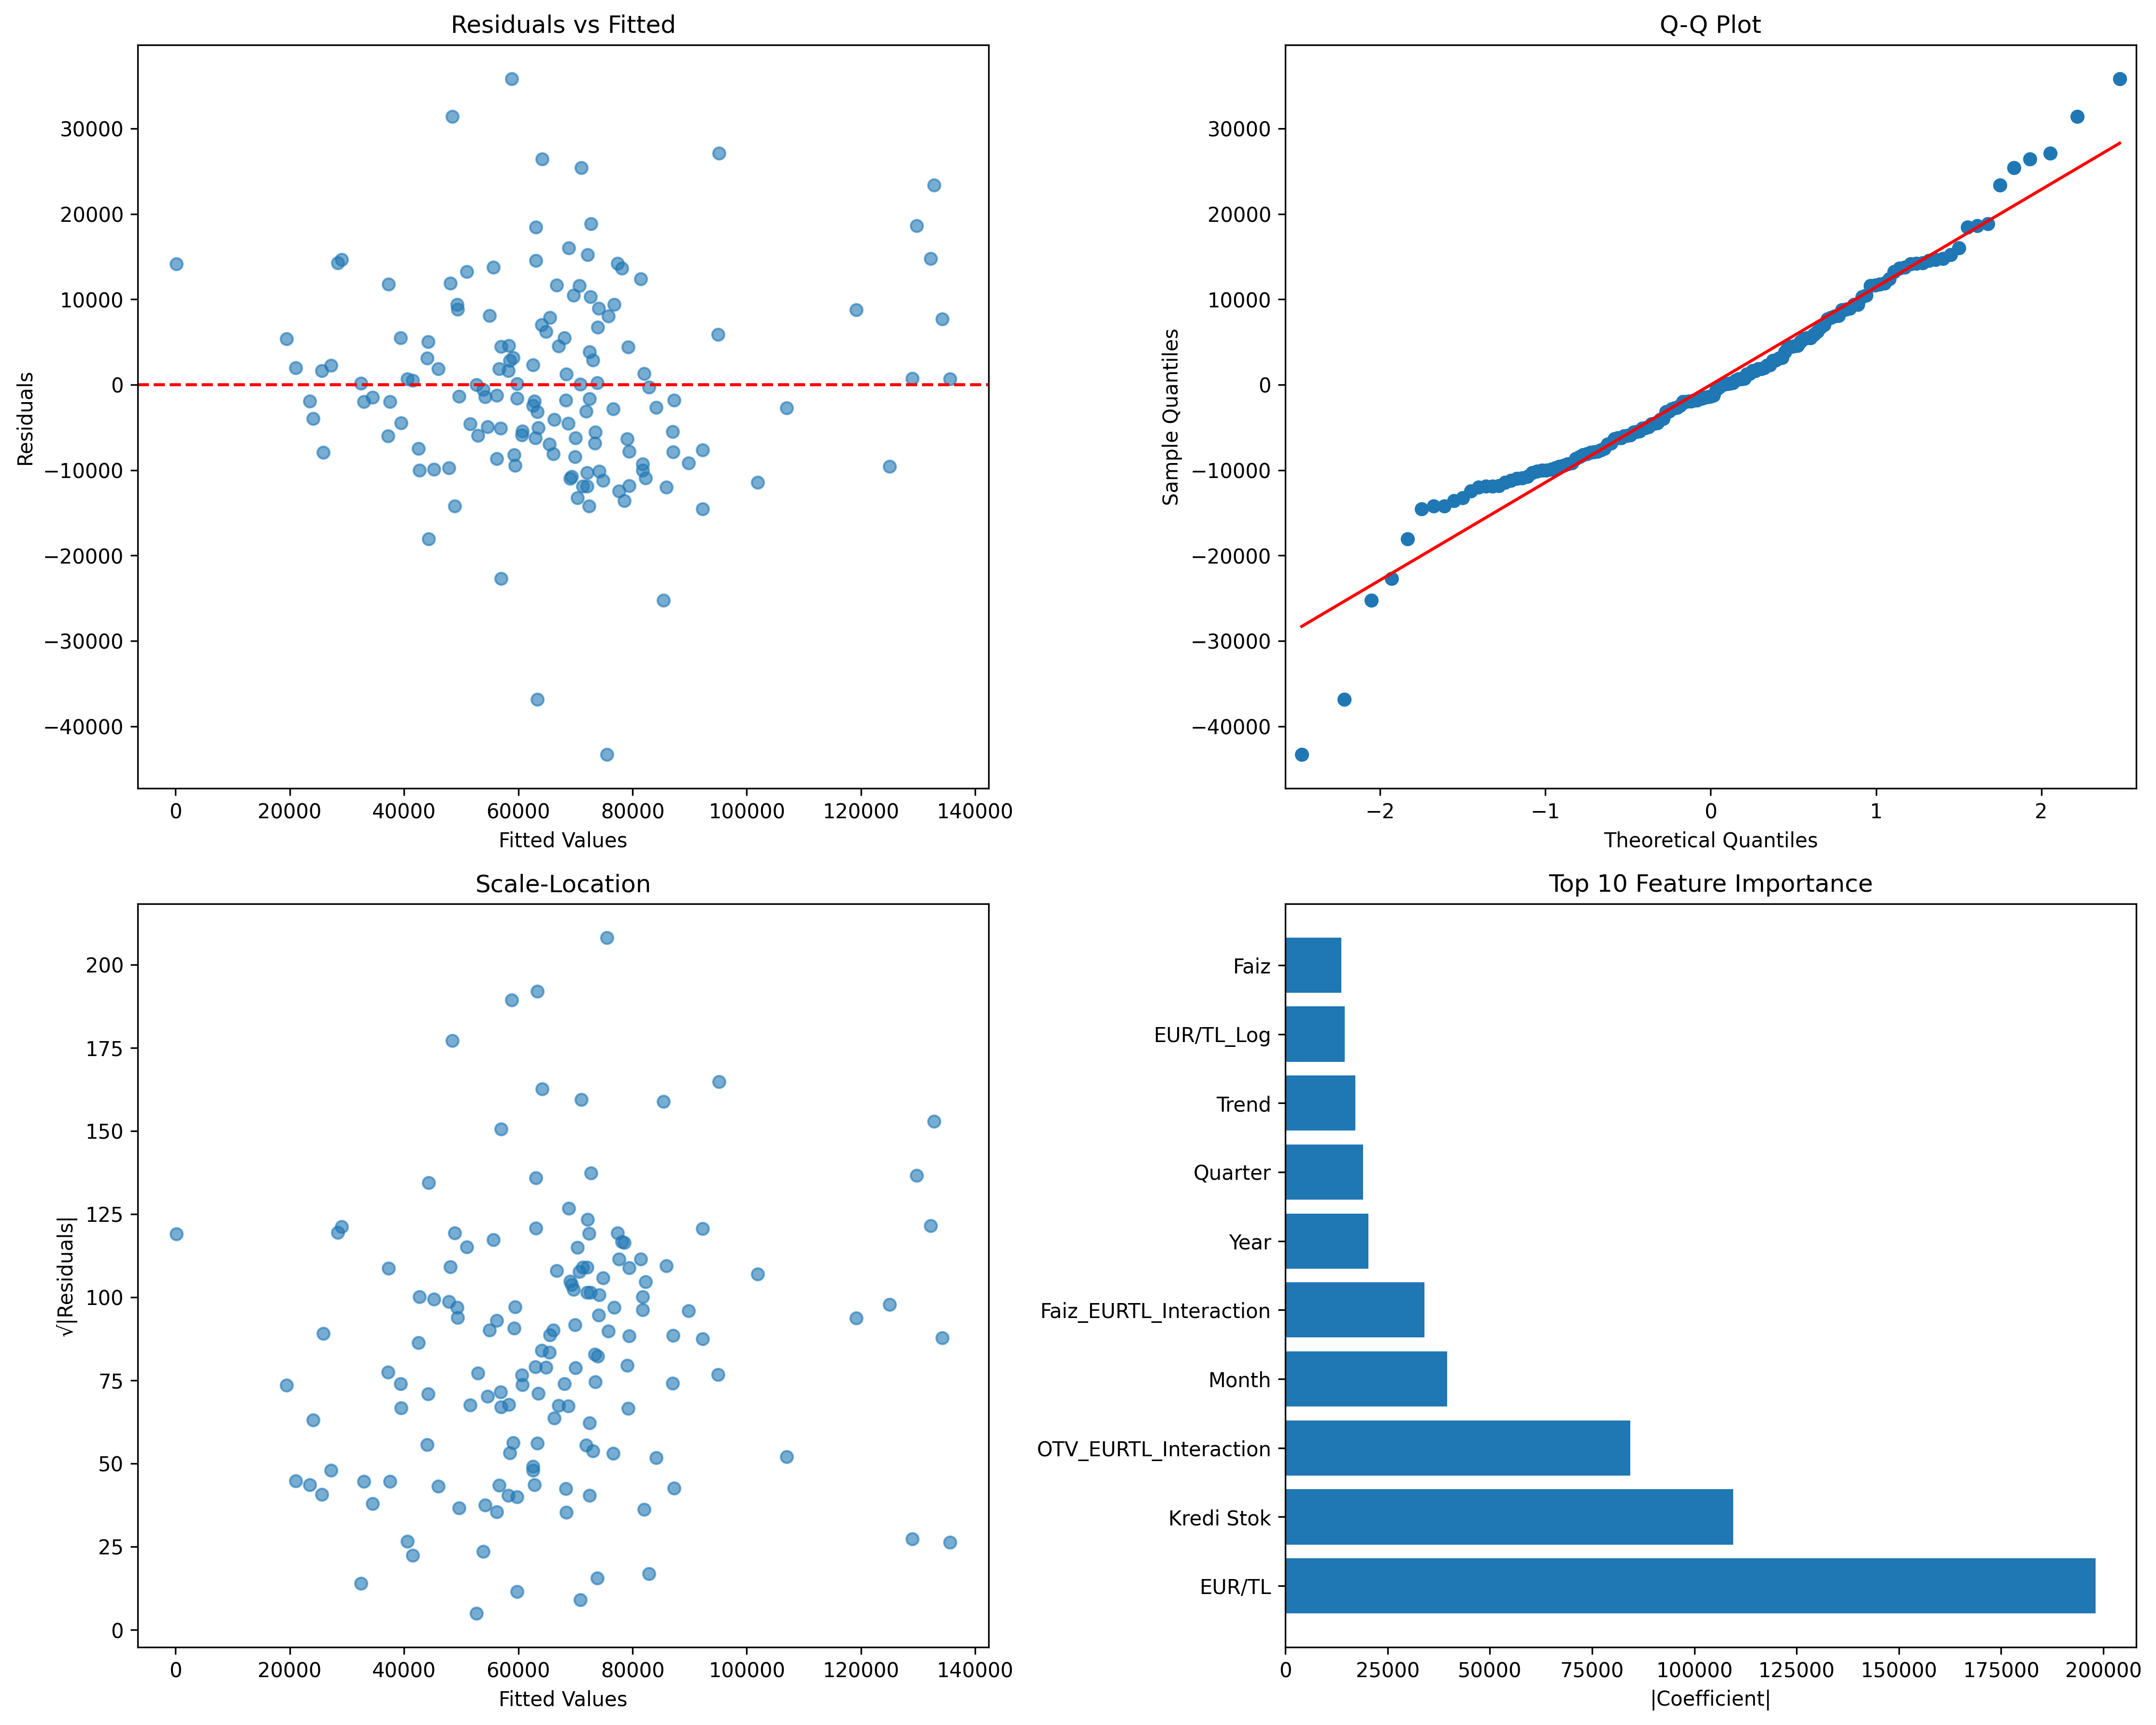 Residuals vs Fitted
30000
20000
10000
0
−10000
−20000
−30000
−40000
Residuals
0 20000 40000 60000 80000 100000 120000 140000
Fitted Values
Q-Q Plot
30000
20000
10000
0
−10000
−20000
−30000
−40000
Sample Quantiles
−2 −1 0 1 2
Theoretical Quantiles
Scale-Location
200
175
150
125
100
75
50
25
0
√|Residuals|
0 20000 40000 60000 80000 100000 120000 140000
Fitted Values
Top 10 Feature Importance
Faiz
EUR/TL_Log
Trend
Quarter
Year
Faiz_EURTL_Interaction
Month
OTV_EURTL_Interaction
Kredi Stok
EUR/TL
0 25000 50000 75000 100000 125000 150000 175000 200000
|Coefficient|